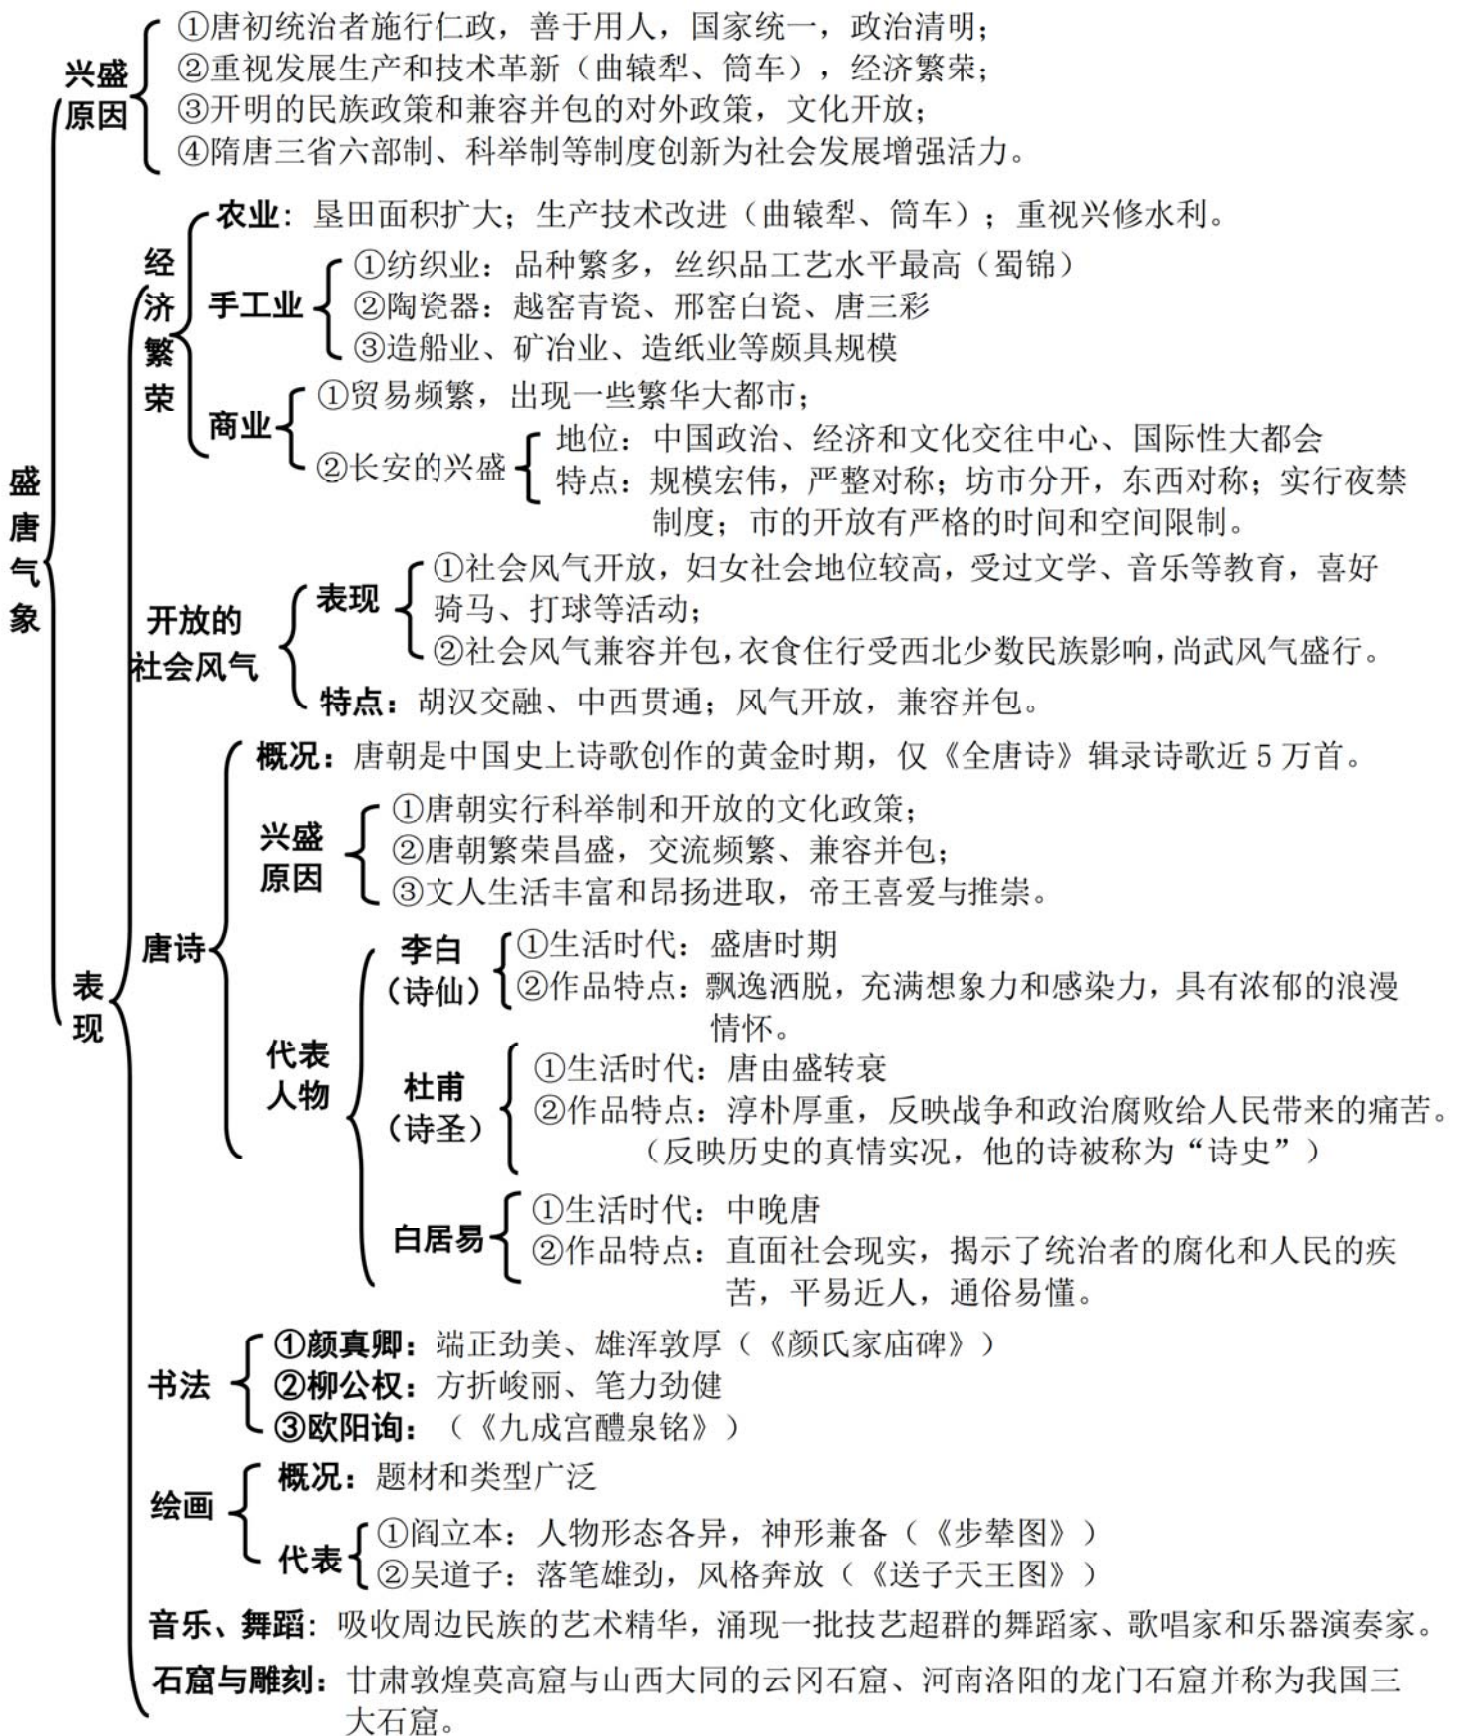 盛唐气象
兴盛原因
①唐初统治者施行仁政，善于用人，国家统一，政治清明；
②重视发展生产和技术革新（曲辕犁、筒车），经济繁荣；
③开明的民族政策和兼容并包的对外政策，文化开放；
④隋唐三省六部制、科举制等制度创新为社会发展增强活力。
表现
经济繁荣
农业：垦田面积扩大；生产技术改进（曲辕犁、筒车）；重视兴修水利。
手工业
①纺织业：品种繁多，丝织品工艺水平最高（蜀锦）
②陶瓷器：越窑青瓷、邢窑白瓷、唐三彩
③造船业、矿冶业、造纸业等颇具规模
商业
①贸易频繁，出现一些繁华大都市；
②长安的兴盛
地位：中国政治、经济和文化交往中心、国际性大都会
特点：规模宏伟，严整对称；坊市分开，东西对称；实行夜禁
制度；市的开放有严格的时间和空间限制。
开放的
社会风气
表现
①社会风气开放，妇女社会地位较高，受过文学、音乐等教育，喜好
骑马、打球等活动；
②社会风气兼容并包，衣食住行受西北少数民族影响，尚武风气盛行。
特点：胡汉交融、中西贯通；风气开放，兼容并包。
唐诗
概况：唐朝是中国史上诗歌创作的黄金时期，仅《全唐诗》辑录诗歌近 5 万首。
兴盛
原因
①唐朝实行科举制和开放的文化政策；
②唐朝繁荣昌盛，交流频繁、兼容并包；
③文人生活丰富和昂扬进取，帝王喜爱与推崇。
代表
人物
李白
（诗仙）
①生活时代：盛唐时期
②作品特点：飘逸洒脱，充满想象力和感染力，具有浓郁的浪漫
情怀。
杜甫
（诗圣）
①生活时代：唐由盛转衰
②作品特点：淳朴厚重，反映战争和政治腐败给人民带来的痛苦。
（反映历史的真情实况，他的诗被称为“诗史”）
白居易
①生活时代：中晚唐
②作品特点：直面社会现实，揭示了统治者的腐化和人民的疾
苦，平易近人，通俗易懂。
书法
①颜真卿：端正劲美、雄浑敦厚（《颜氏家庙碑》）
②柳公权：方折峻丽、笔力劲健
③欧阳询：（《九成宫醴泉铭》）
绘画
概况：题材和类型广泛
代表
①阎立本：人物形态各异，神形兼备（《步辇图》）
②吴道子：落笔雄劲，风格奔放（《送子天王图》）
音乐、舞蹈：吸收周边民族的艺术精华，涌现一批技艺超群的舞蹈家、歌唱家和乐器演奏家。
石窟与雕刻：甘肃敦煌莫高窟与山西大同的云冈石窟、河南洛阳的龙门石窟并称为我国三
大石窟。